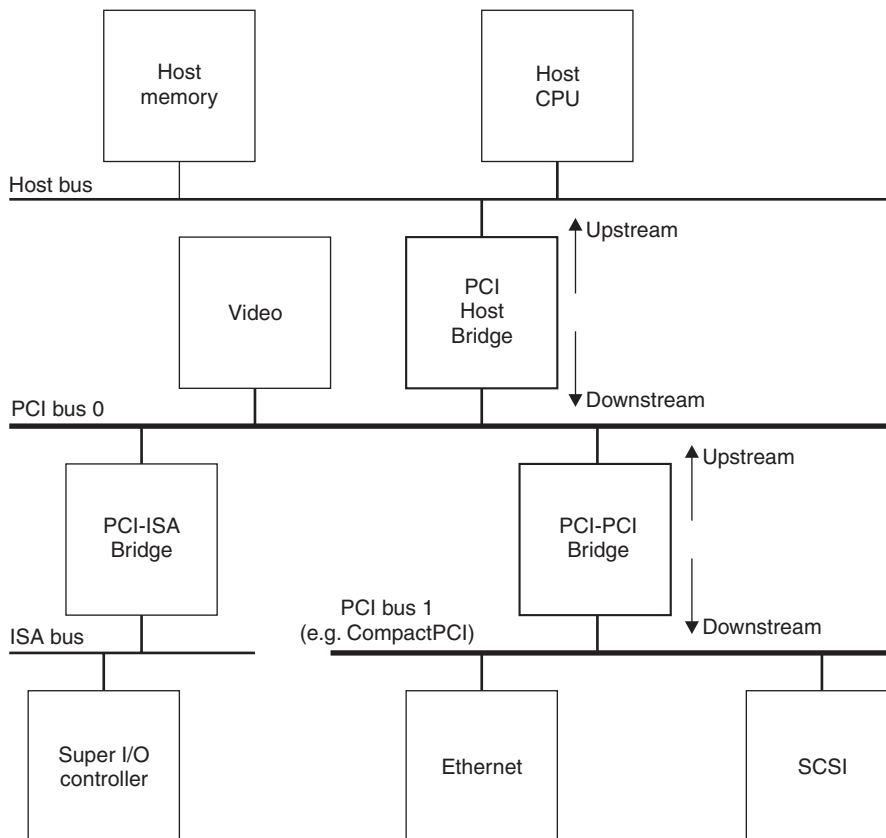 Host
memory
Host
CPU
Host bus
Upstream
Video
PCI
Host
Bridge
Downstream
PCI bus 0
Upstream
PCI-ISA
Bridge
PCI-PCI
Bridge
PCI bus 1
(e.g. CompactPCI)
Downstream
ISA bus
Super I/O
controller
Ethernet
SCSI